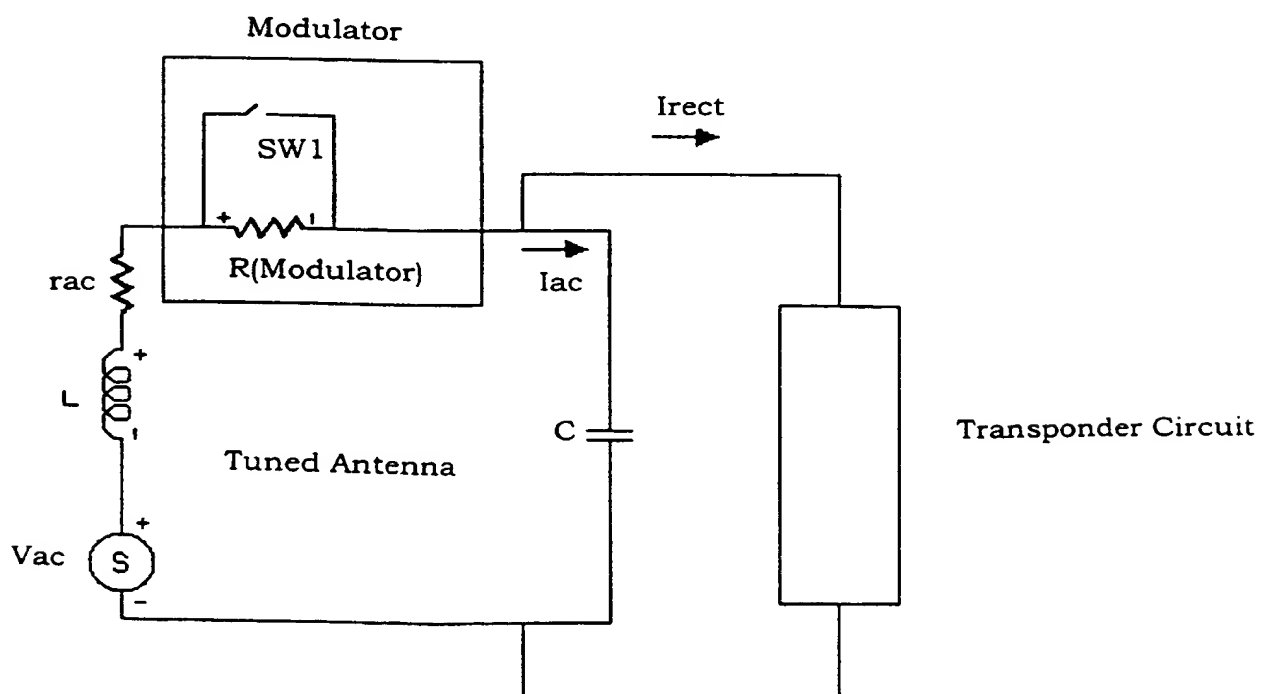 Modulator
Irect
SW1
+
R(Modulator)
Iac
rac
+
L
C
Transponder Circuit
Tuned Antenna
+
Vac
S
-